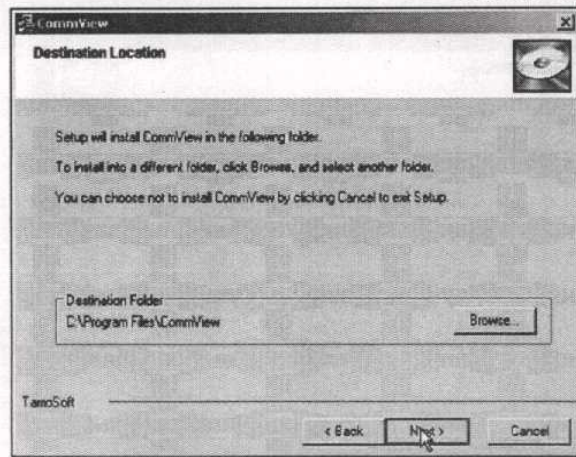 CommView
Destination Location
Setup will install CommView in the following folder.
To install into a different folder, click Browse, and select another folder.
You can choose not to install CommView by clicking Cancel to exit Setup.
Destination Folder
C:\Program Files\CommView
Browse...
TamoSoft
< Back Next > Cancel